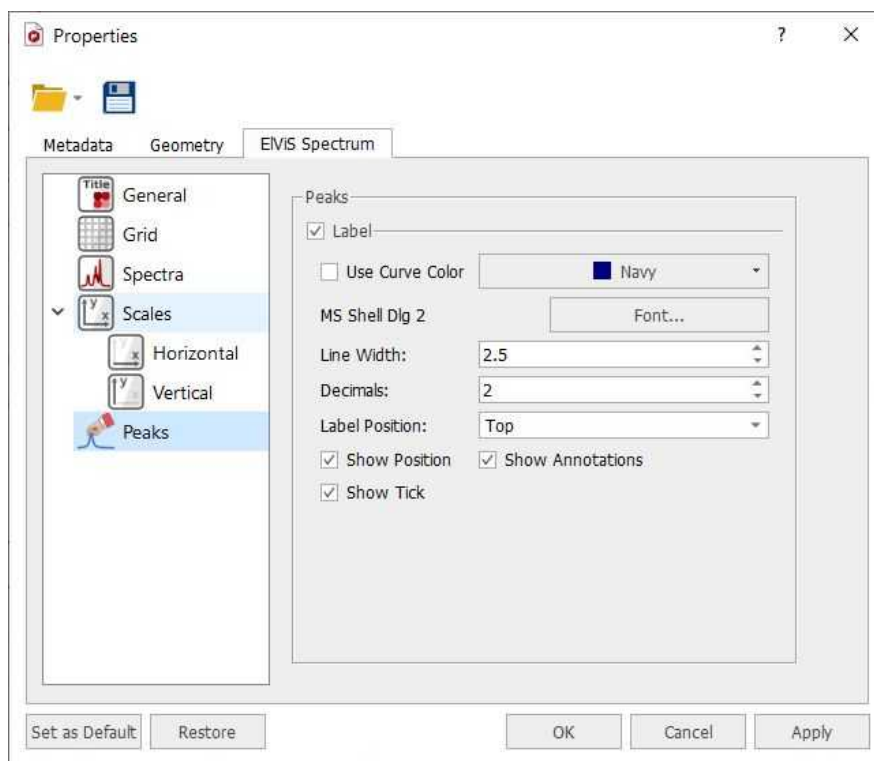 Properties
?
Metadata Geometry ElViS Spectrum
Title
General
Grid
Spectra
y x Scales
x Horizontal
y Vertical
Peaks
Peaks
Label
Use Curve Color Navy
MS Shell Dlg 2 Font...
Line Width: 2.5
Decimals: 2
Label Position: Top
Show Position Show Annotations
Show Tick
Set as Default Restore OK Cancel Apply